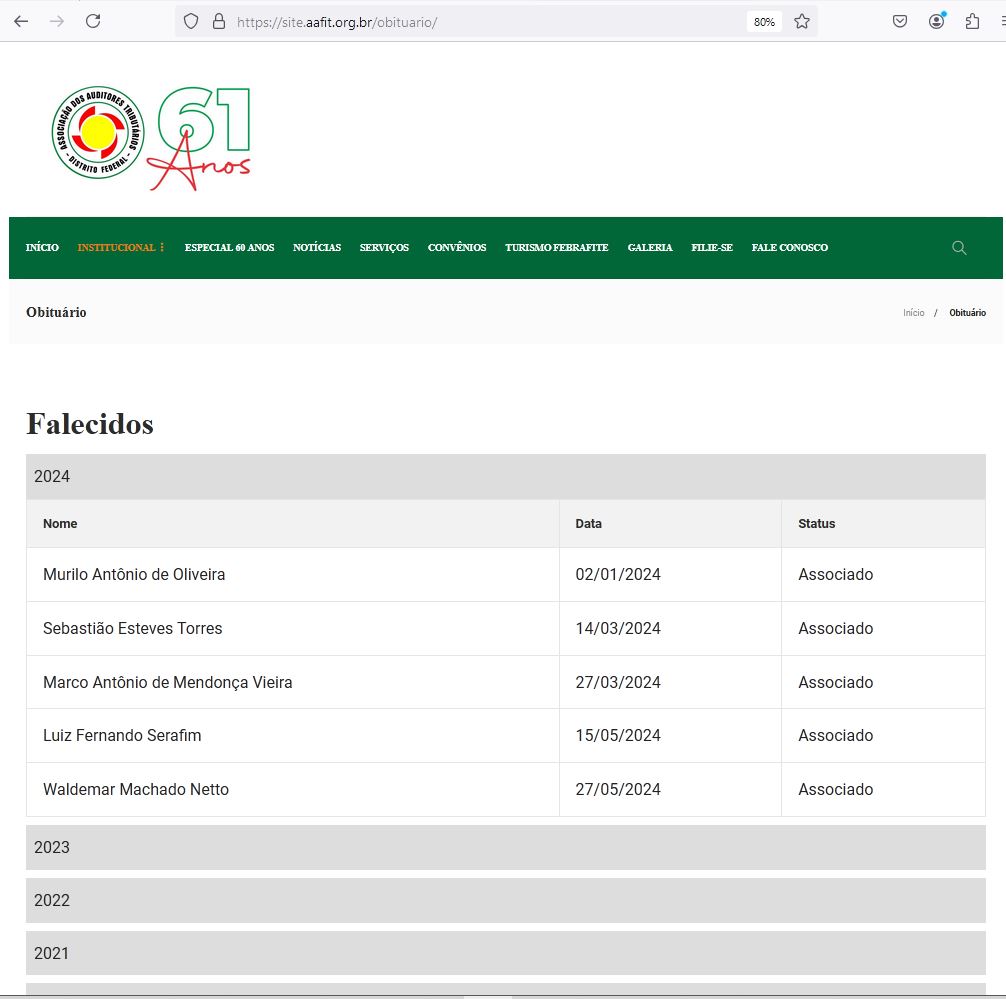 https://site.aafit.org.br/obituario/ 80%
ASSOCIAÇÃO DOS AUDITORES TRIBUTÁRIOS
- DISTRITO FEDERAL -
61
Anos
INÍCIO INSTITUCIONAL ESPECIAL 60 ANOS NOTÍCIAS SERVIÇOS CONVÊNIOS TURISMO FEBRAFITE GALERIA FILIE-SE FALE CONOSCO
Obituário Início / Obituário
Falecidos
2024
Nome Data Status
Murilo Antônio de Oliveira 02/01/2024 Associado
Sebastião Esteves Torres 14/03/2024 Associado
Marco Antônio de Mendonça Vieira 27/03/2024 Associado
Luiz Fernando Serafim 15/05/2024 Associado
Waldemar Machado Netto 27/05/2024 Associado
2023
2022
2021